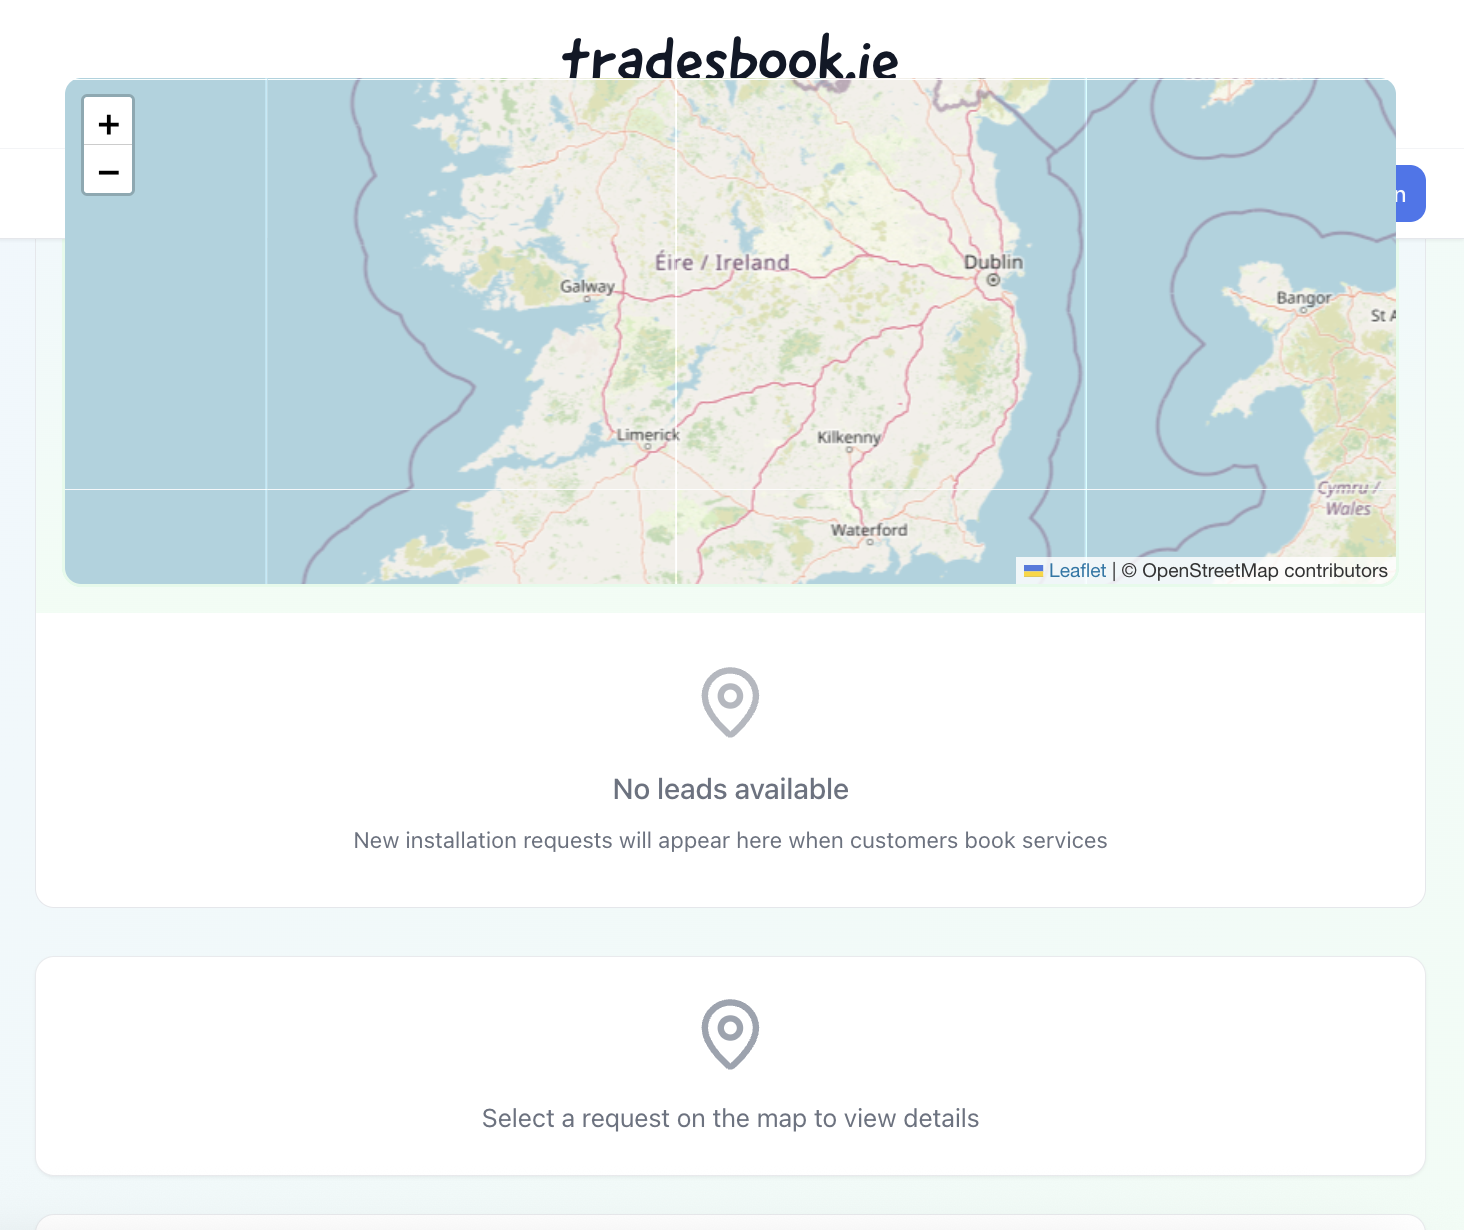 tradesbook.ie
+
−
n
Éire / Ireland
Dublin
Galway
Bangor
St A
Limerick
Kilkenny
Cymru /
Wales
Waterford
Leaflet | © OpenStreetMap contributors
No leads available
New installation requests will appear here when customers book services
Select a request on the map to view details